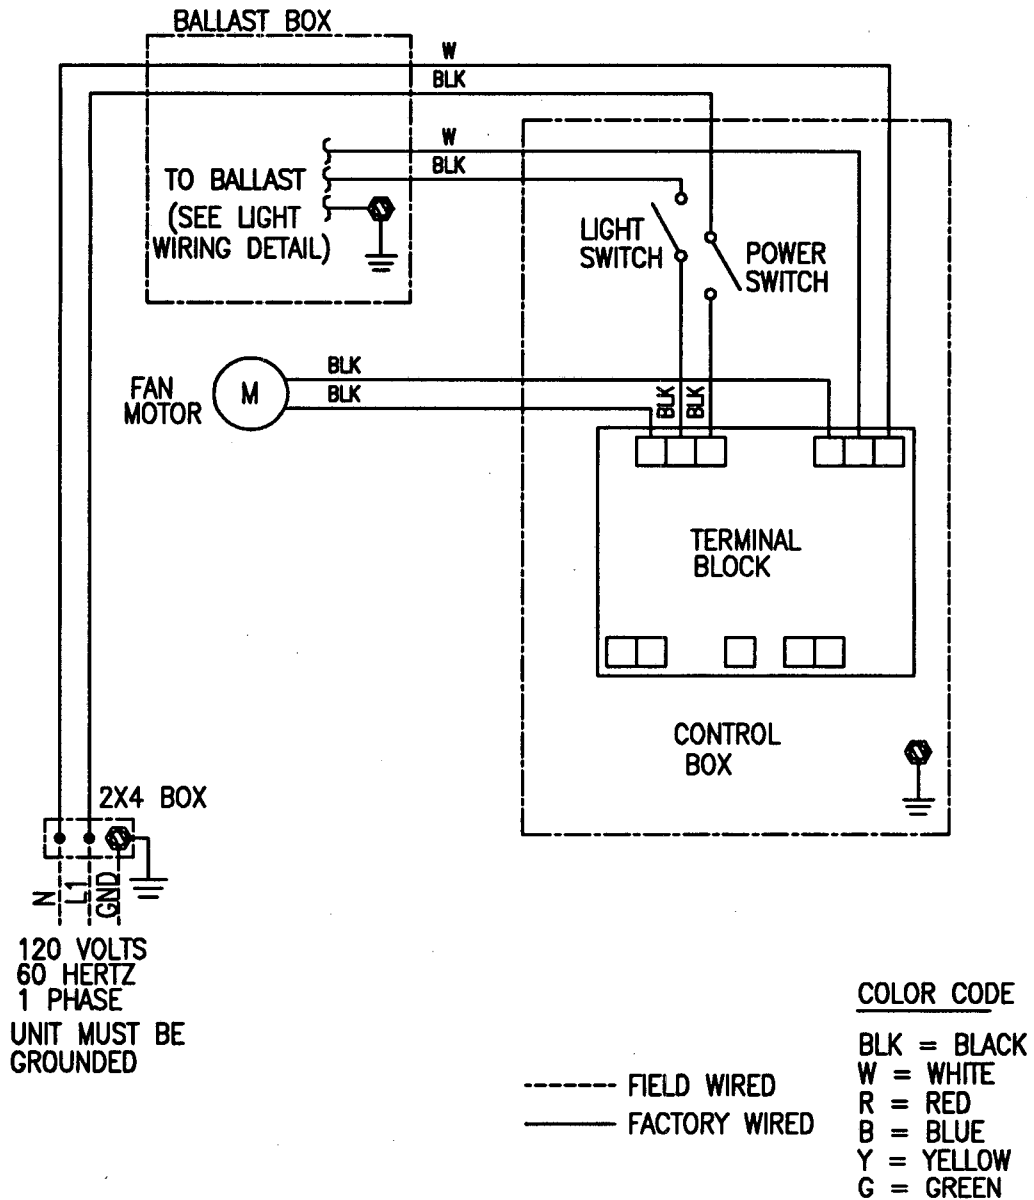 BALLAST BOX
W
BLK
W
BLK
TO BALLAST
(SEE LIGHT
WIRING DETAIL)
LIGHT
SWITCH
POWER
SWITCH
BLK
BLK
FAN
MOTOR
M
BLK
BLK
TERMINAL
BLOCK
CONTROL
BOX
2X4 BOX
N
L1
GND
120 VOLTS
60 HERTZ
1 PHASE
UNIT MUST BE
GROUNDED
FIELD WIRED
FACTORY WIRED
COLOR CODE
BLK = BLACK
W = WHITE
R = RED
B = BLUE
Y = YELLOW
G = GREEN